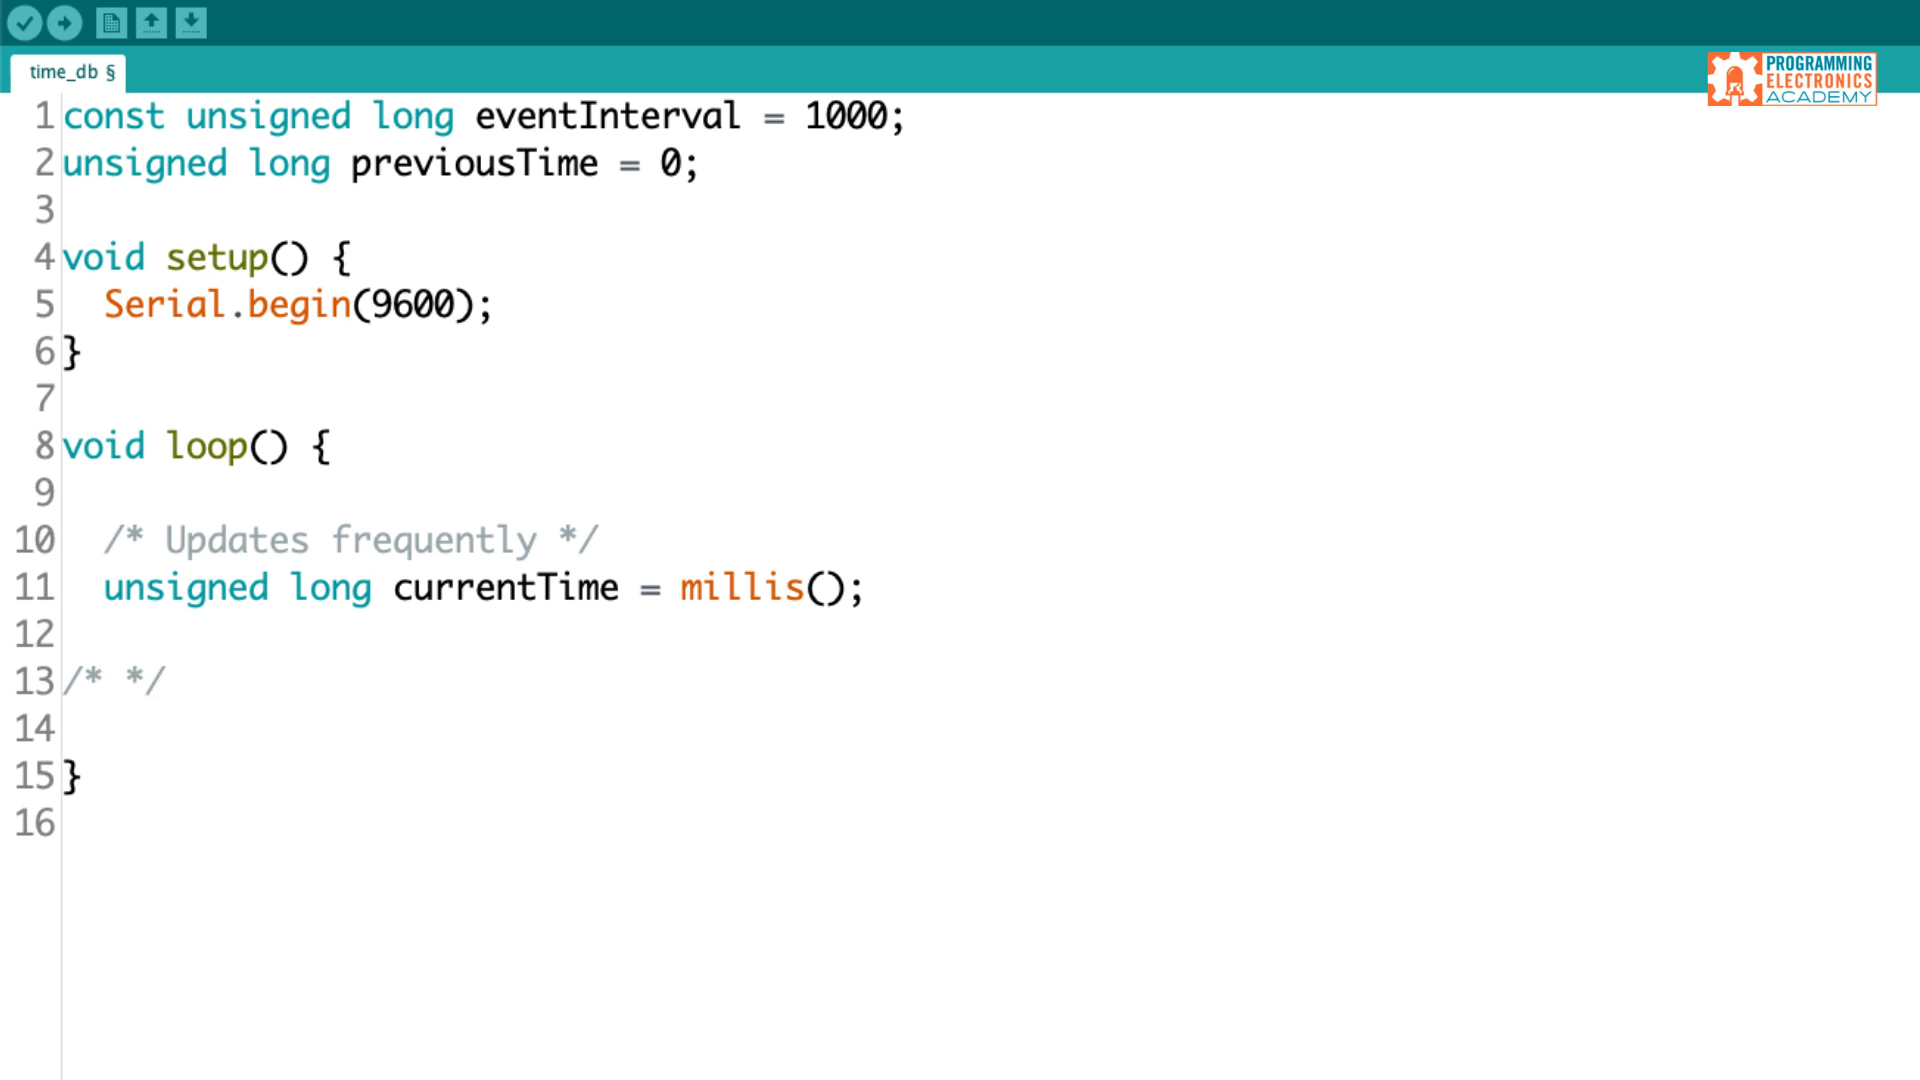 time_db §
PROGRAMMING
ELECTRONICS
ACADEMY
1 const unsigned long eventInterval = 1000;
2 unsigned long previousTime = 0;
3
4 void setup() {
5   Serial.begin(9600);
6 }
7
8 void loop() {
9
10   /* Updates frequently */
11   unsigned long currentTime = millis();
12
13 /* */
14
15 }
16